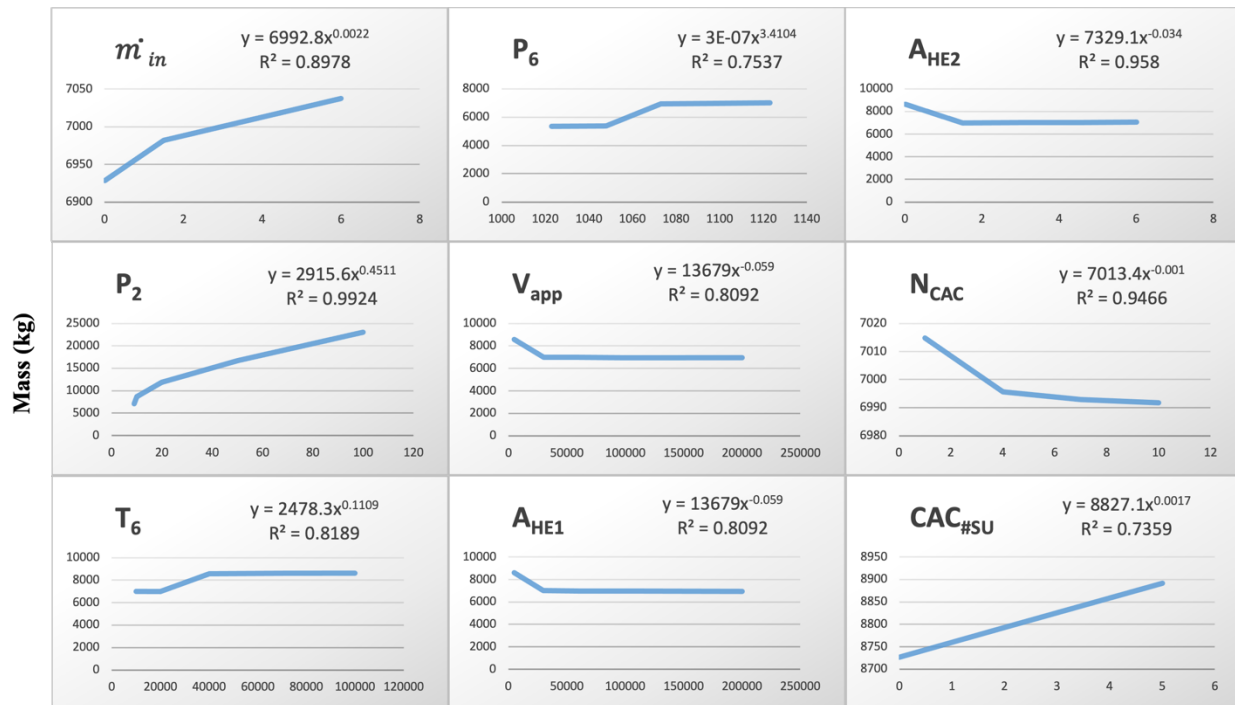 Mass (kg)
ṁ in
y = 6992.8x^0.0022
R² = 0.8978
7050
7000
6950
6900
0 2 4 6 8
P₆
y = 3E-07x^3.4104
R² = 0.7537
8000
6000
4000
2000
0
1000 1020 1040 1060 1080 1100 1120 1140
A_HE2
y = 7329.1x^-0.034
R² = 0.958
10000
8000
6000
4000
2000
0
0 2 4 6 8
P₂
y = 2915.6x^0.4511
R² = 0.9924
25000
20000
15000
10000
5000
0
0 20 40 60 80 100 120
V_app
y = 13679x^-0.059
R² = 0.8092
10000
8000
6000
4000
2000
0
0 50000 100000 150000 200000 250000
N_CAC
y = 7013.4x^-0.001
R² = 0.9466
7020
7010
7000
6990
6980
0 2 4 6 8 10 12
T₆
y = 2478.3x^0.1109
R² = 0.8189
10000
8000
6000
4000
2000
0
0 20000 40000 60000 80000 100000 120000
A_HE1
y = 13679x^-0.059
R² = 0.8092
10000
8000
6000
4000
2000
0
0 50000 100000 150000 200000 250000
CAC_#SU
y = 8827.1x^0.0017
R² = 0.7359
8950
8900
8850
8800
8750
8700
0 1 2 3 4 5 6